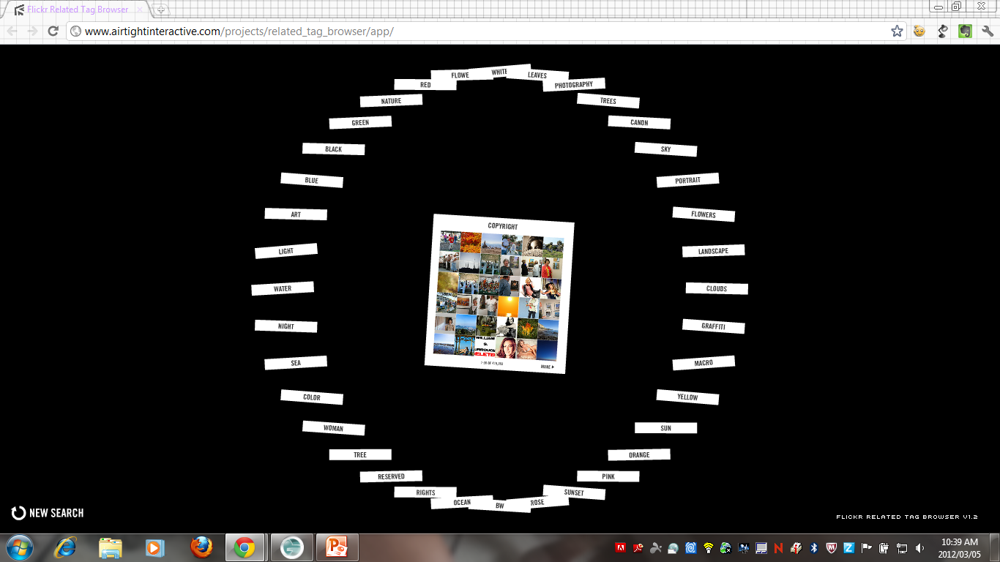 Flickr Related Tag Browser
www.airtightinteractive.com/projects/related_tag_browser/app/
WHITE
FLOWE
LEAVES
RED
PHOTOGRAPHY
NATURE
TREES
GREEN
CANON
BLACK
SKY
BLUE
PORTRAIT
ART
FLOWERS
COPYRIGHT
LIGHT
LANDSCAPE
WATER
CLOUDS
NIGHT
GRAFFITI
WILLIAM
S.
SEA
MACRO
MORE
COLOR
YELLOW
WOMAN
SUN
TREE
ORANGE
RESERVED
PINK
RIGHTS
SUNSET
OCEAN
BW
ROSE
NEW SEARCH
FLICKR RELATED TAG BROWSER V1.2
10:39 AM
2012/03/05